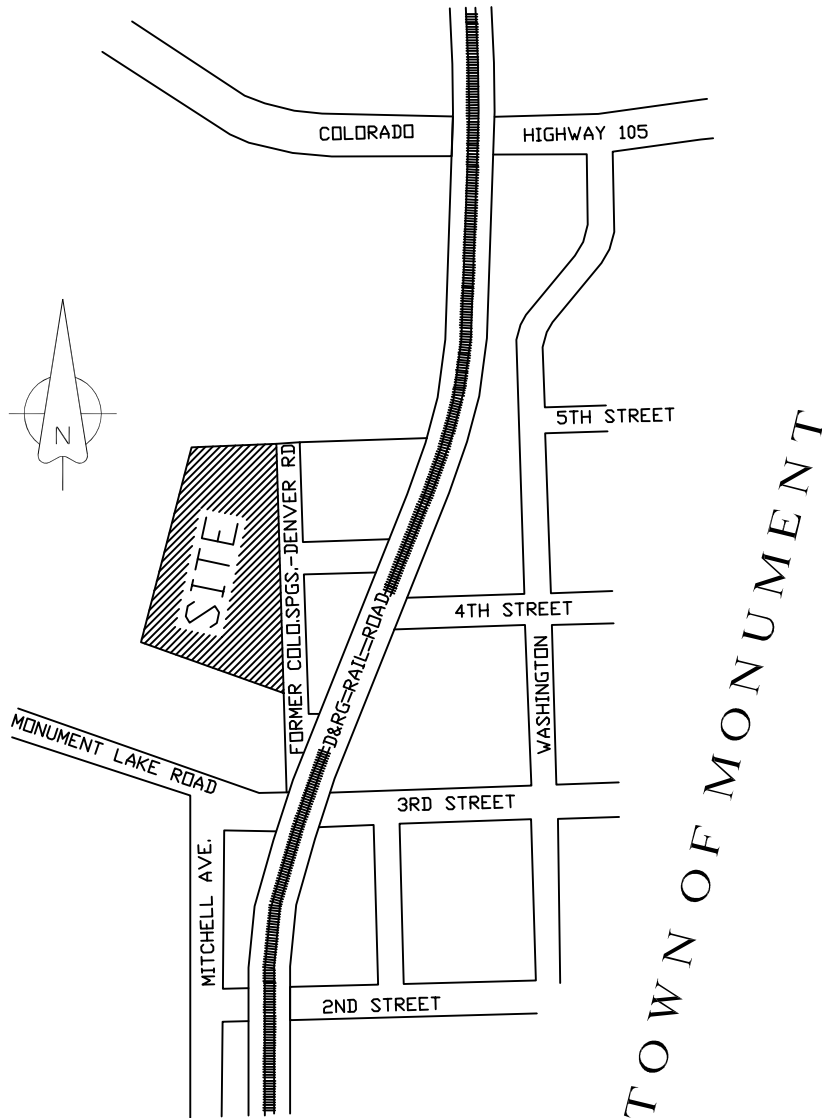 COLORADO
HIGHWAY 105
N
5TH STREET
SITE
FORMER COLO.SPGS.-DENVER RD
4TH STREET
WASHINGTON
D&RG RAIL ROAD
MONUMENT LAKE ROAD
3RD STREET
MITCHELL AVE.
2ND STREET
TOWN OF MONUMENT